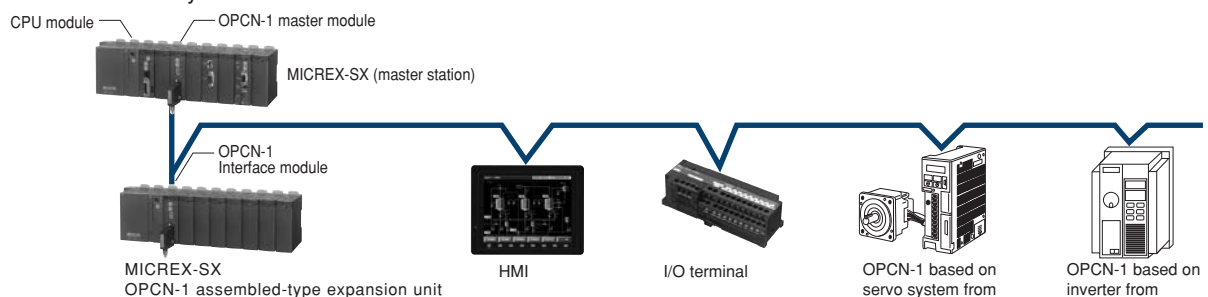 CPU module
OPCN-1 master module
MICREX-SX (master station)
OPCN-1
Interface module
MICREX-SX
OPCN-1 assembled-type expansion unit
HMI
I/O terminal
OPCN-1 based on
servo system from
OPCN-1 based on
inverter from